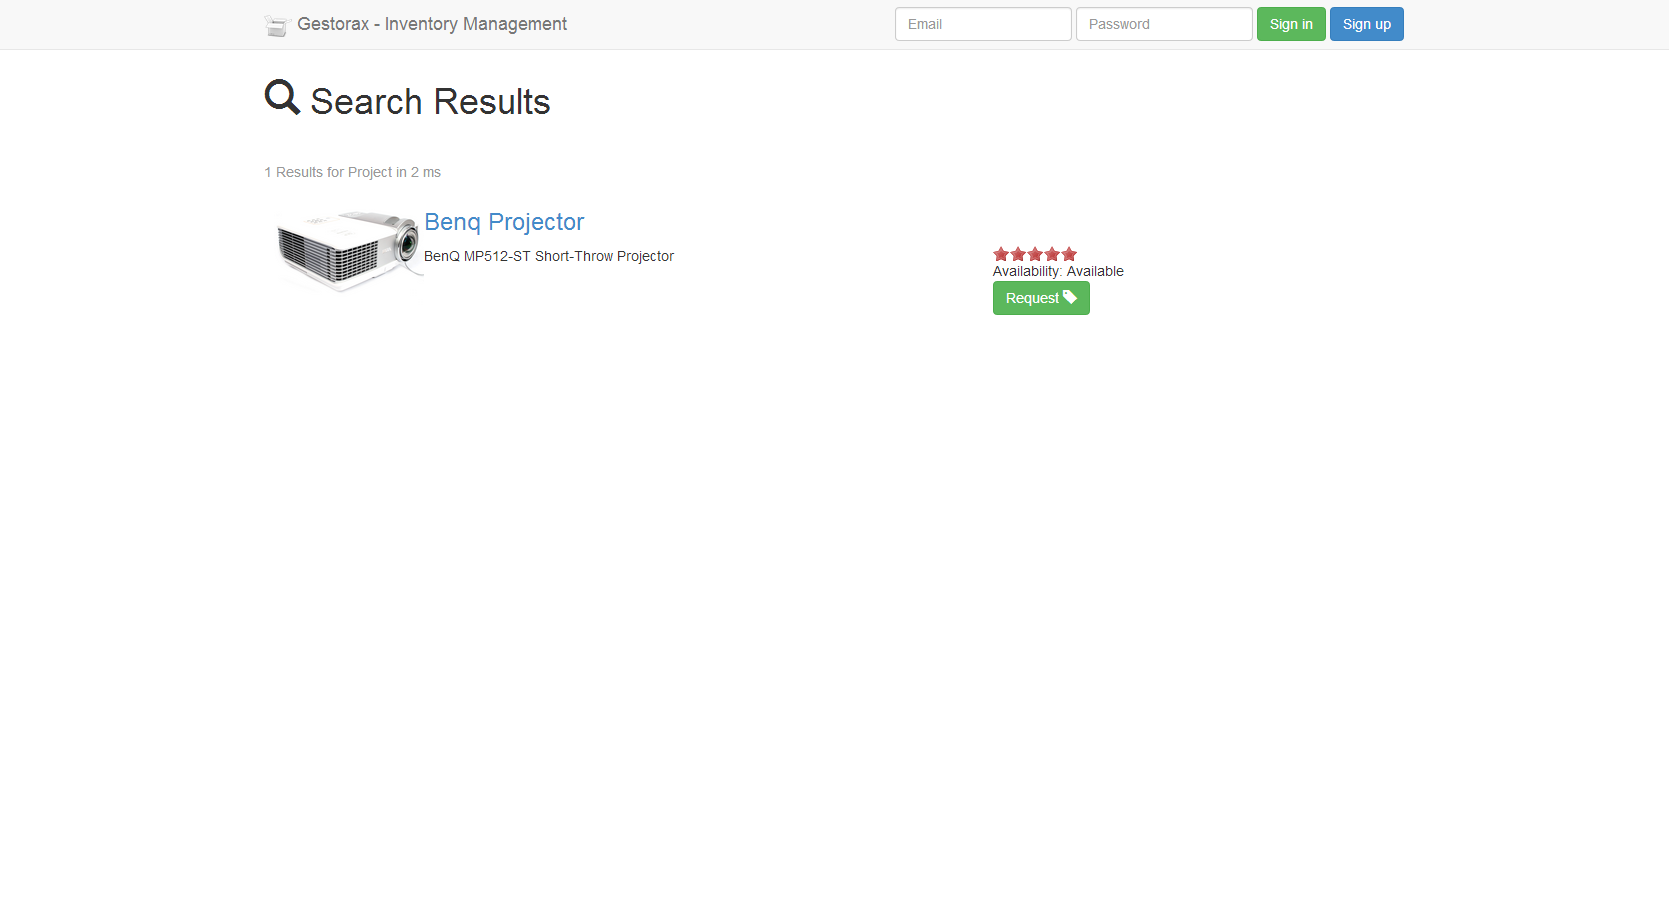 Gestorax - Inventory Management
Email
Password
Sign in
Sign up
Search Results
1 Results for Project in 2 ms
Benq Projector
BenQ MP512-ST Short-Throw Projector
Availability: Available
Request